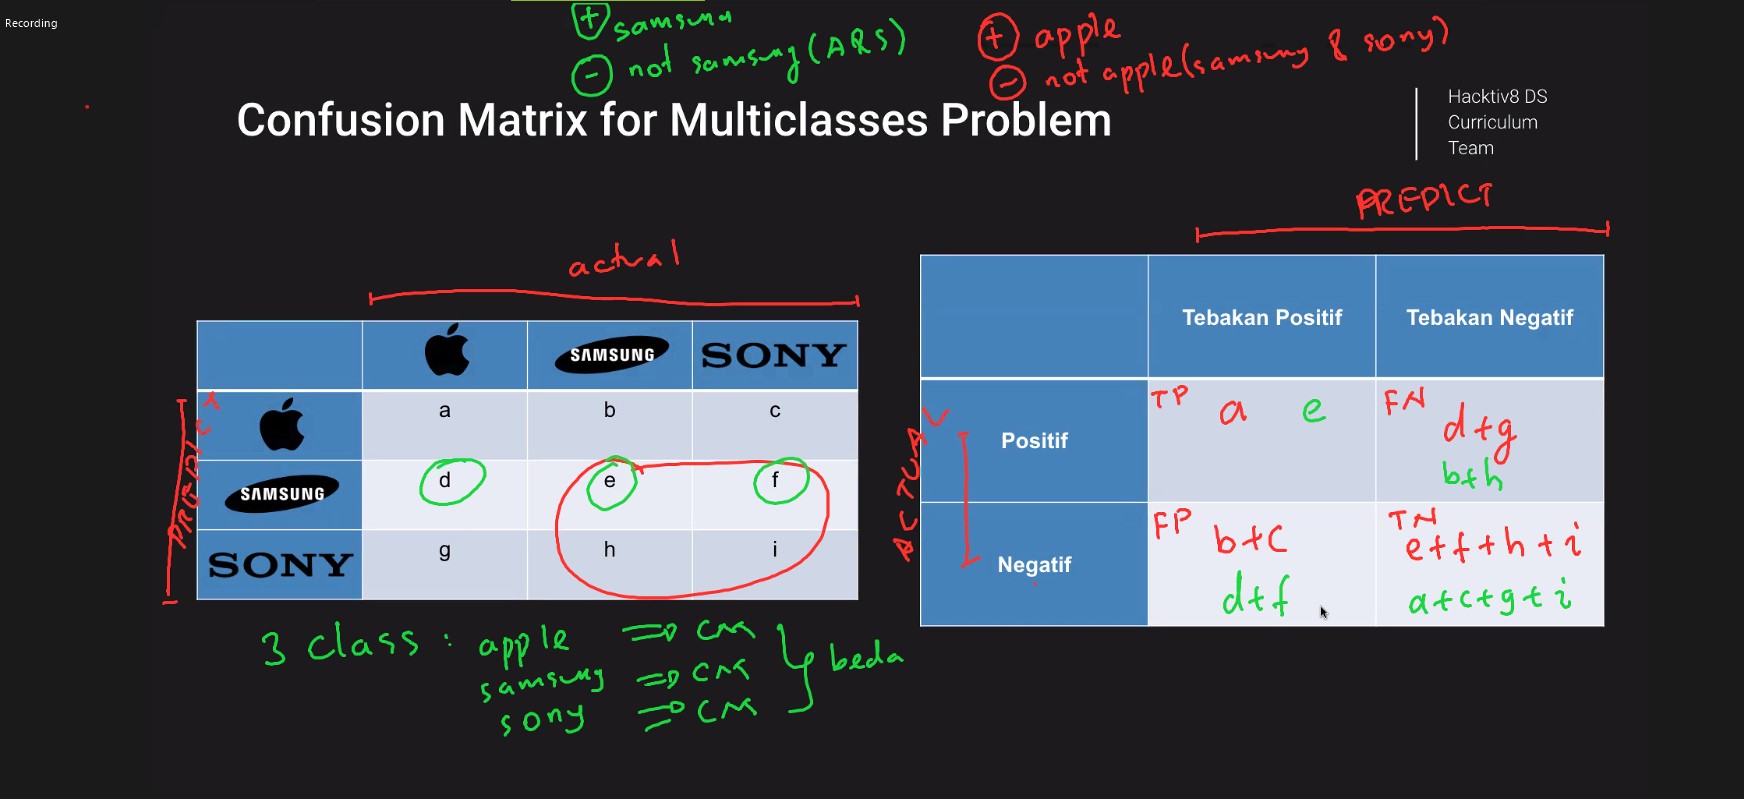 Recording
+ samsung
- not samsung (A&S)
+ apple
- not apple (samsung & sony)
Confusion Matrix for Multiclasses Problem
Hacktiv8 DS
Curriculum
Team
actual
SAMSUNG SONY
PREDICT
a b c
SAMSUNG d e f
SONY g h i
3 class : apple => CM
samsung => CM
sony => CM
beda
PREDICT
Tebakan Positif Tebakan Negatif
ACTUAL
Positif TP a e FN d+g
b+h
Negatif FP b+c TN e+f+h+i
d+f a+c+g+i